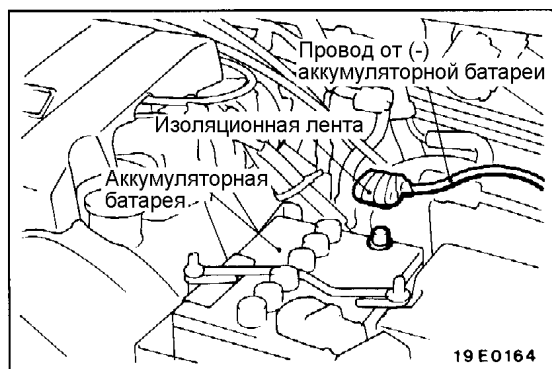 Провод от (-)
аккумуляторной батареи
Изоляционная лента
Аккумуляторная
батарея
19E0164